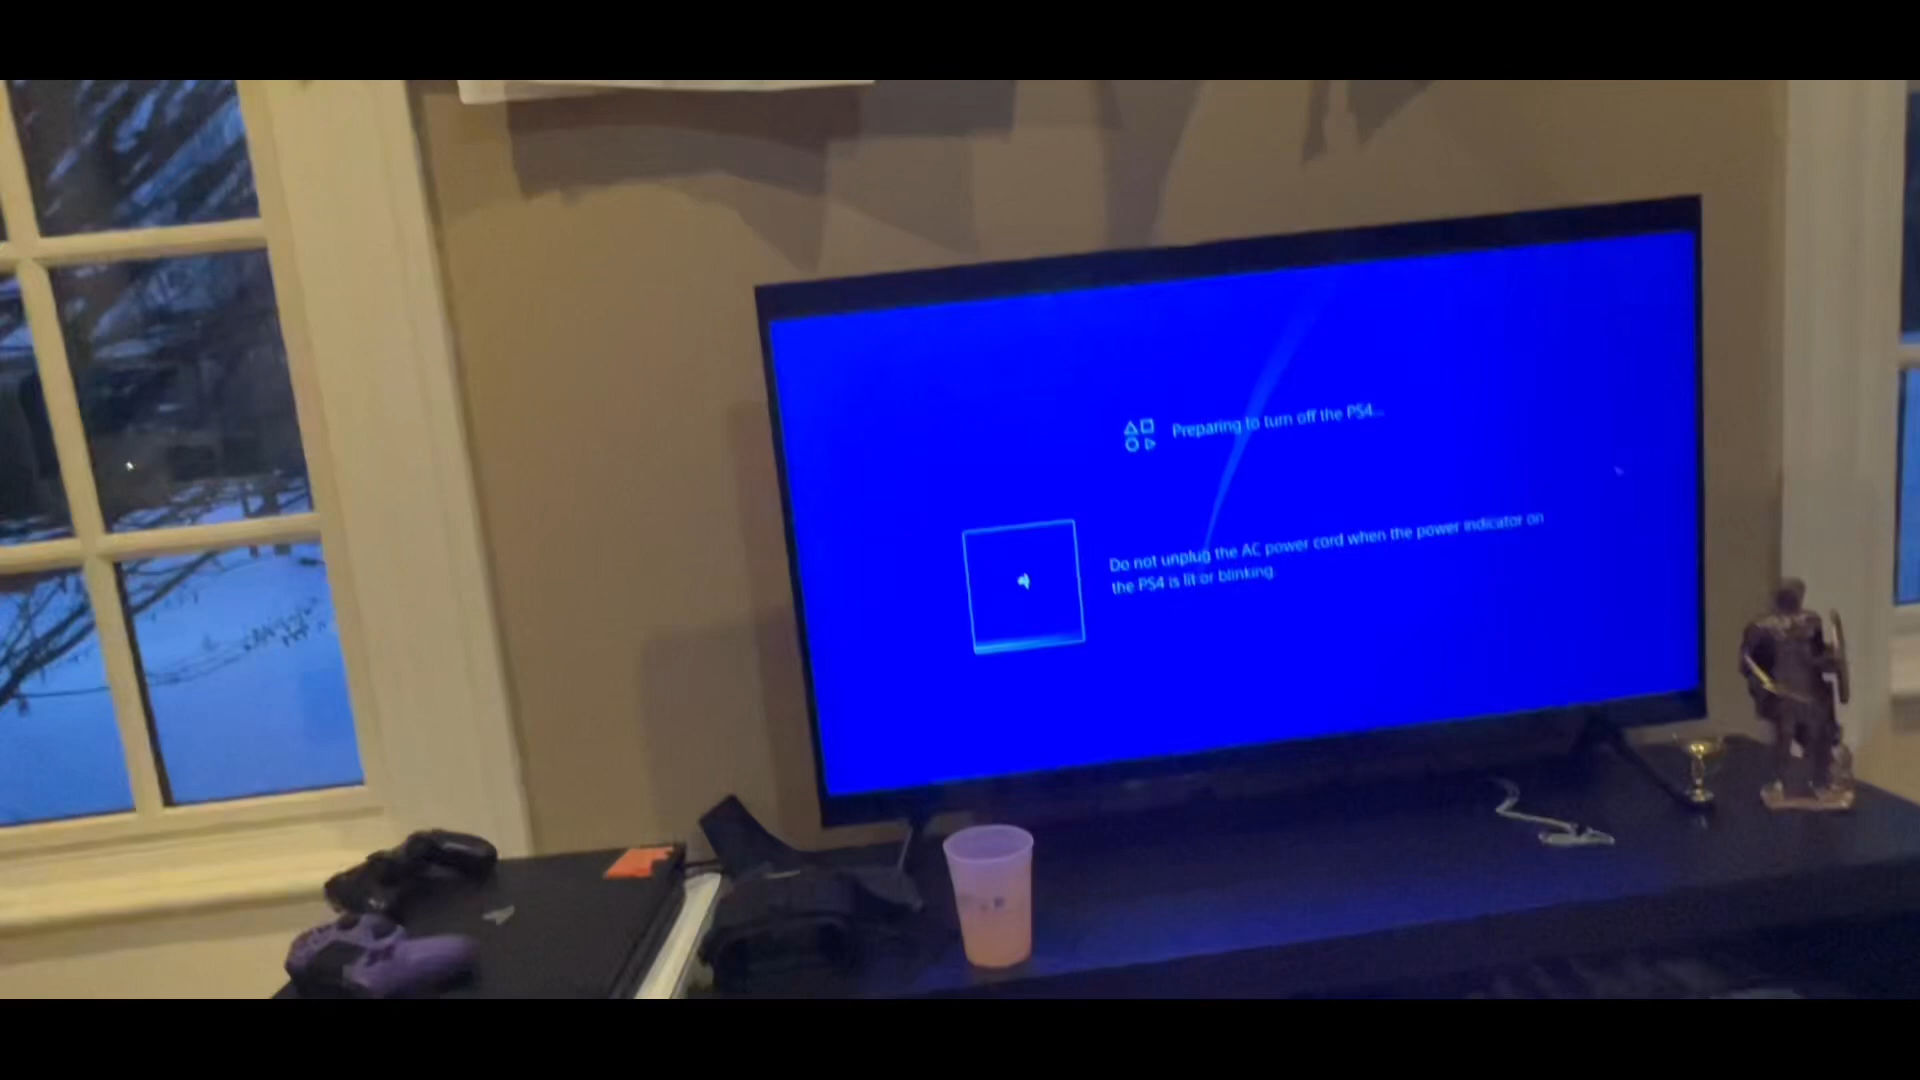 Preparing to turn off the PS4...
Do not unplug the AC power cord when the power indicator on
the PS4 is lit or blinking.